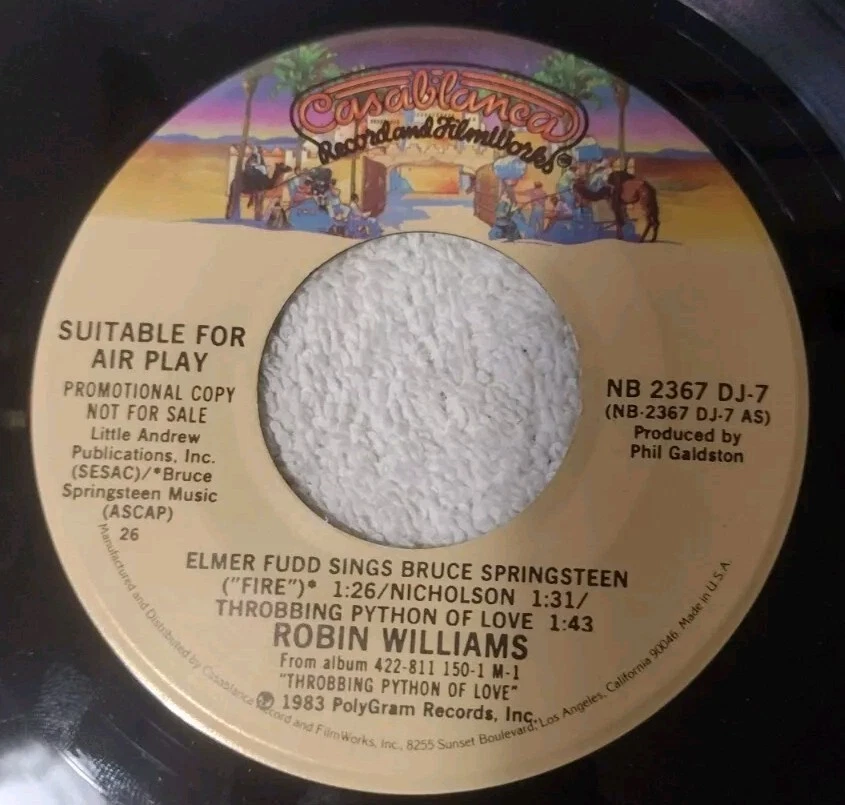 Casablanca
Record and FilmWorks
SUITABLE FOR
AIR PLAY
PROMOTIONAL COPY
NOT FOR SALE
Little Andrew
Publications, Inc.
(SESAC)/*Bruce
Springsteen Music
(ASCAP)
26
NB 2367 DJ-7
(NB-2367 DJ-7 AS)
Produced by
Phil Galdston
ELMER FUDD SINGS BRUCE SPRINGSTEEN
("FIRE")* 1:26/NICHOLSON 1:31/
THROBBING PYTHON OF LOVE 1:43
ROBIN WILLIAMS
From album 422-811 150-1 M-1
"THROBBING PYTHON OF LOVE"
℗ 1983 PolyGram Records, Inc.
Manufactured and Distributed by Casablanca Record and FilmWorks, Inc., 8255 Sunset Boulevard, Los Angeles, California 90046. Made in U.S.A.